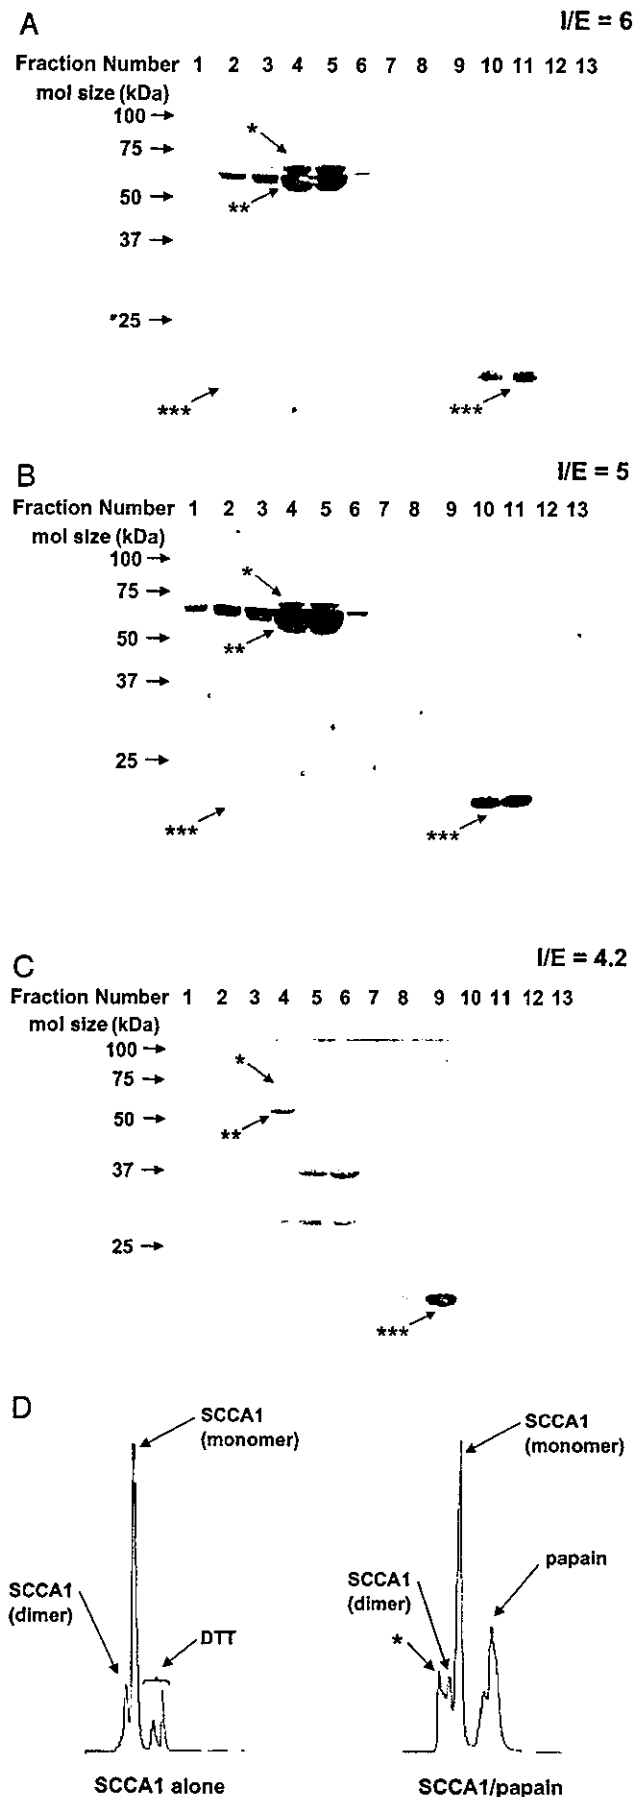 A
I/E = 6
Fraction Number 1 2 3 4 5 6 7 8 9 10 11 12 13
mol size (kDa)
100
*
75
50
**
37
25
***
***
B
I/E = 5
Fraction Number 1 2 3 4 5 6 7 8 9 10 11 12 13
mol size (kDa)
100
*
75
50
**
37
25
***
***
C
I/E = 4.2
Fraction Number 1 2 3 4 5 6 7 8 9 10 11 12 13
mol size (kDa)
100
*
75
50
**
37
25
***
D
SCCA1
(monomer)
SCCA1
(dimer)
DTT
SCCA1 alone
SCCA1
(monomer)
papain
SCCA1
(dimer)
*
SCCA1/papain